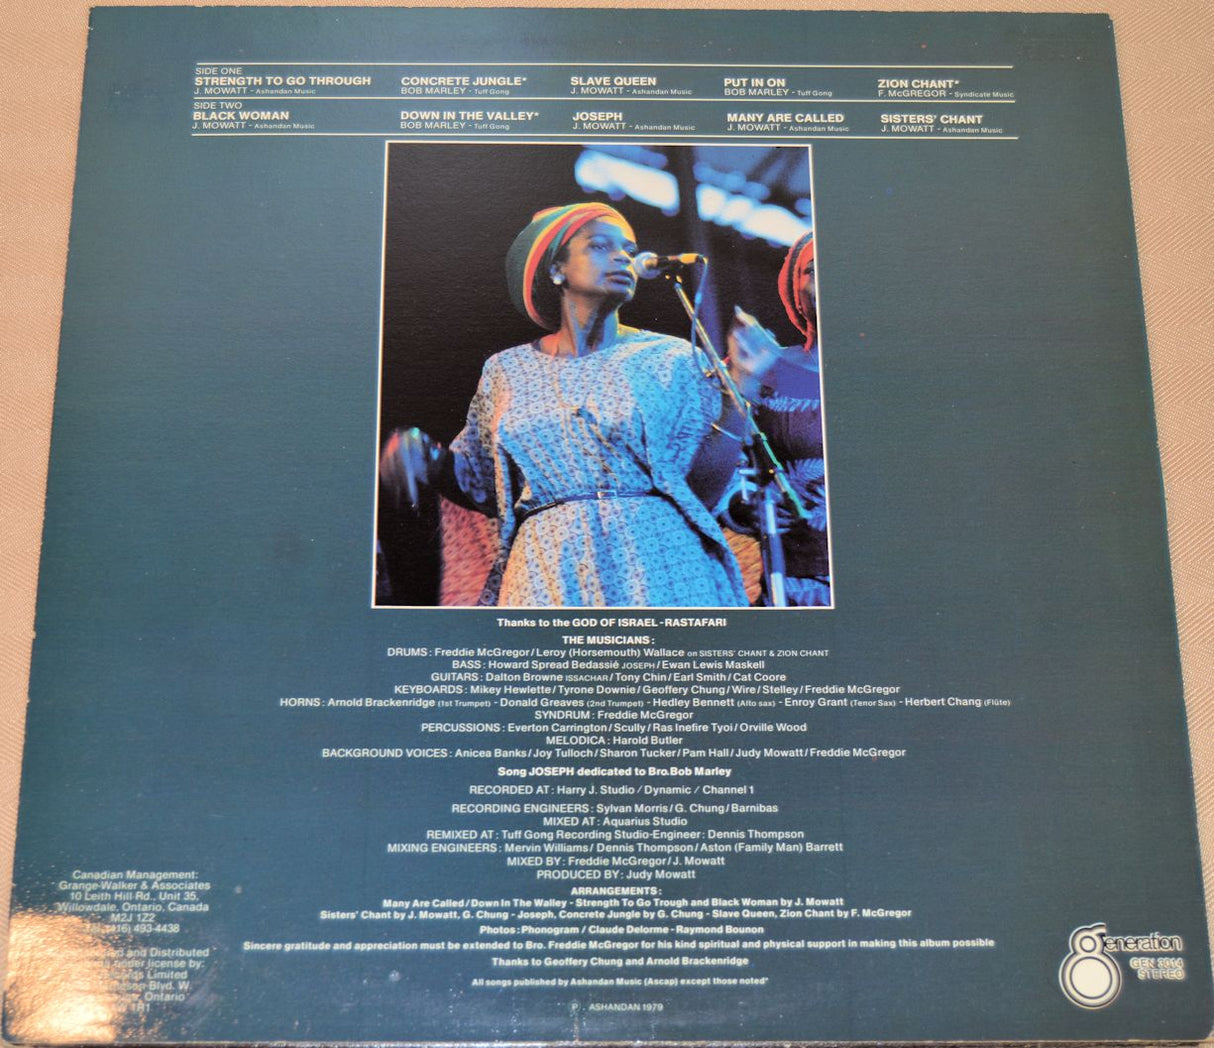 SIDE ONE
STRENGTH TO GO THROUGH CONCRETE JUNGLE* SLAVE QUEEN PUT IN ON ZION CHANT*
J. MOWATT - Ashandan Music BOB MARLEY - Tuff Gong J. MOWATT - Ashandan Music BOB MARLEY - Tuff Gong F. McGREGOR - Syndicate Music
SIDE TWO
BLACK WOMAN DOWN IN THE VALLEY* JOSEPH MANY ARE CALLED SISTERS' CHANT
J. MOWATT - Ashandan Music BOB MARLEY - Tuff Gong J. MOWATT - Ashandan Music J. MOWATT - Ashandan Music J. MOWATT - Ashandan Music
Thanks to the GOD OF ISRAEL - RASTAFARI
THE MUSICIANS :
DRUMS : Freddie McGregor / Leroy (Horsemouth) Wallace on SISTERS' CHANT & ZION CHANT
BASS : Howard Spread Bedassié JOSEPH / Ewan Lewis Maskell
GUITARS : Dalton Browne ISSACHAR / Tony Chin / Earl Smith / Cat Coore
KEYBOARDS : Mikey Hewlette / Tyrone Downie / Geoffery Chung / Wire / Stelley / Freddie McGregor
HORNS : Arnold Brackenridge (1st Trumpet) - Donald Greaves (2nd Trumpet) - Hedley Bennett (Alto sax) - Enroy Grant (Tenor Sax) - Herbert Chang (Flûte)
SYNDRUM : Freddie McGregor
PERCUSSIONS : Everton Carrington / Scully / Ras Inefire Tyoi / Orville Wood
MELODICA : Harold Butler
BACKGROUND VOICES : Anicea Banks / Joy Tulloch / Sharon Tucker / Pam Hall / Judy Mowatt / Freddie McGregor
Song JOSEPH dedicated to Bro. Bob Marley
RECORDED AT : Harry J. Studio / Dynamic / Channel 1
RECORDING ENGINEERS : Sylvan Morris / G. Chung / Barnibas
MIXED AT : Aquarius Studio
REMIXED AT : Tuff Gong Recording Studio-Engineer : Dennis Thompson
MIXING ENGINEERS : Mervin Williams / Dennis Thompson / Aston (Family Man) Barrett
MIXED BY : Freddie McGregor / J. Mowatt
PRODUCED BY : Judy Mowatt
ARRANGEMENTS :
Many Are Called / Down In The Walley - Strength To Go Trough and Black Woman by J. Mowatt
Sisters' Chant by J. Mowatt, G. Chung - Joseph, Concrete Jungle by G. Chung - Slave Queen, Zion Chant by F. McGregor
Photos : Phonogram / Claude Delorme - Raymond Bounon
Sincere gratitude and appreciation must be extended to Bro. Freddie McGregor for his kind spiritual and physical support in making this album possible
Thanks to Geoffery Chung and Arnold Brackenridge
All songs published by Ashandan Music (Ascap) except those noted*
℗ . ASHANDAN 1979
Canadian Management:
Grange-Walker & Associates
10 Leith Hill Rd., Unit 35,
Willowdale, Ontario, Canada
M2J 1Z2
Tel. (416) 493-4438
and Distributed
under license by:
Limited
Blvd. W.
Ontario
1R1
Generation
GEN 3014
STEREO